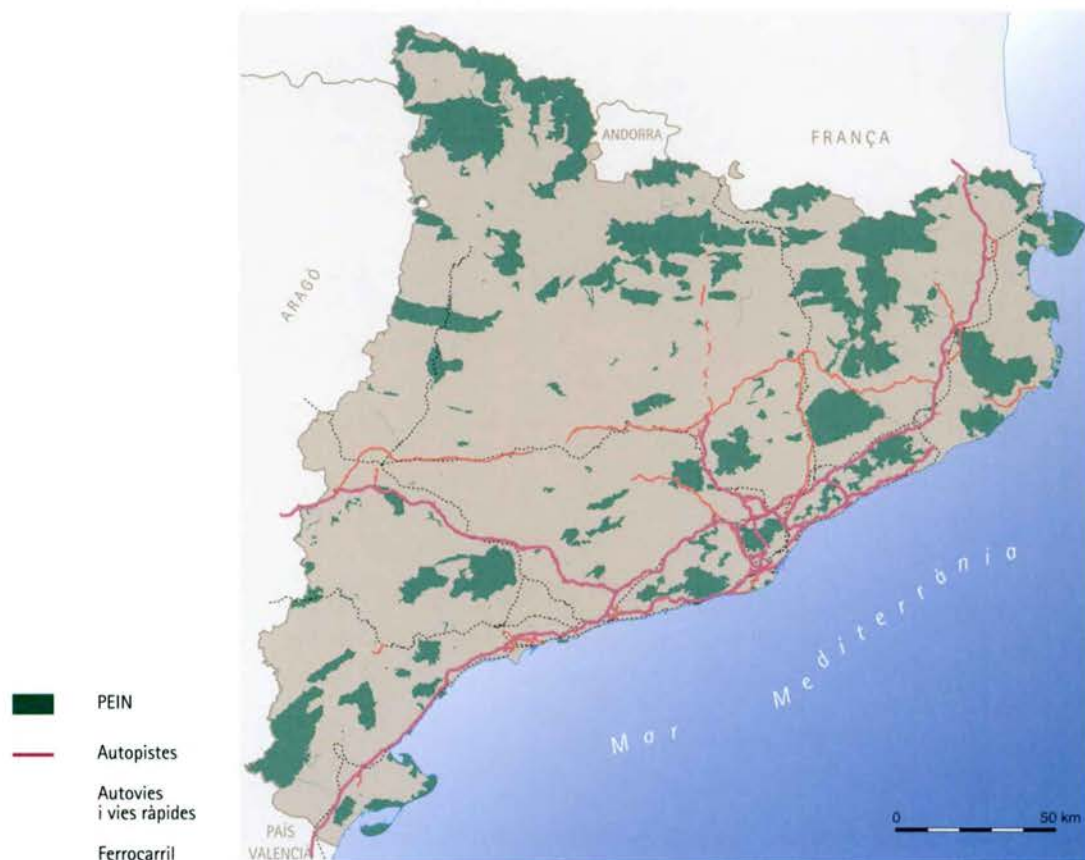 ANDORRA
FRANÇA
ARAGÓ
Mar Mediterrània
PEIN
Autopistes
Autovies
i vies ràpides
Ferrocarril
PAÍS
VALENCIÀ
0 50 km